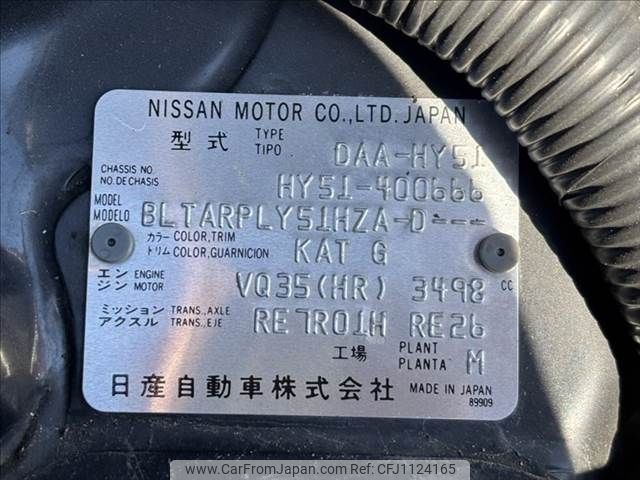 NISSAN MOTOR CO.,LTD. JAPAN
型式 TYPE TIPO DAA-HY51
CHASSIS NO. NO. DE CHASIS HY51-400666
MODEL MODELO BLTARPLY51HZA-D---
カラー COLOR,TRIM トリム COLOR,GUARNICION KAT G
エンジン ENGINE MOTOR VQ35(HR) 3498 CC
ミッション TRANS.,AXLE アクスル TRANS.,EJE RE7R01H RE26
工場 PLANT PLANTA M
日産自動車株式会社 MADE IN JAPAN
89909
www.CarFromJapan.com - REF No: CFJ1124165